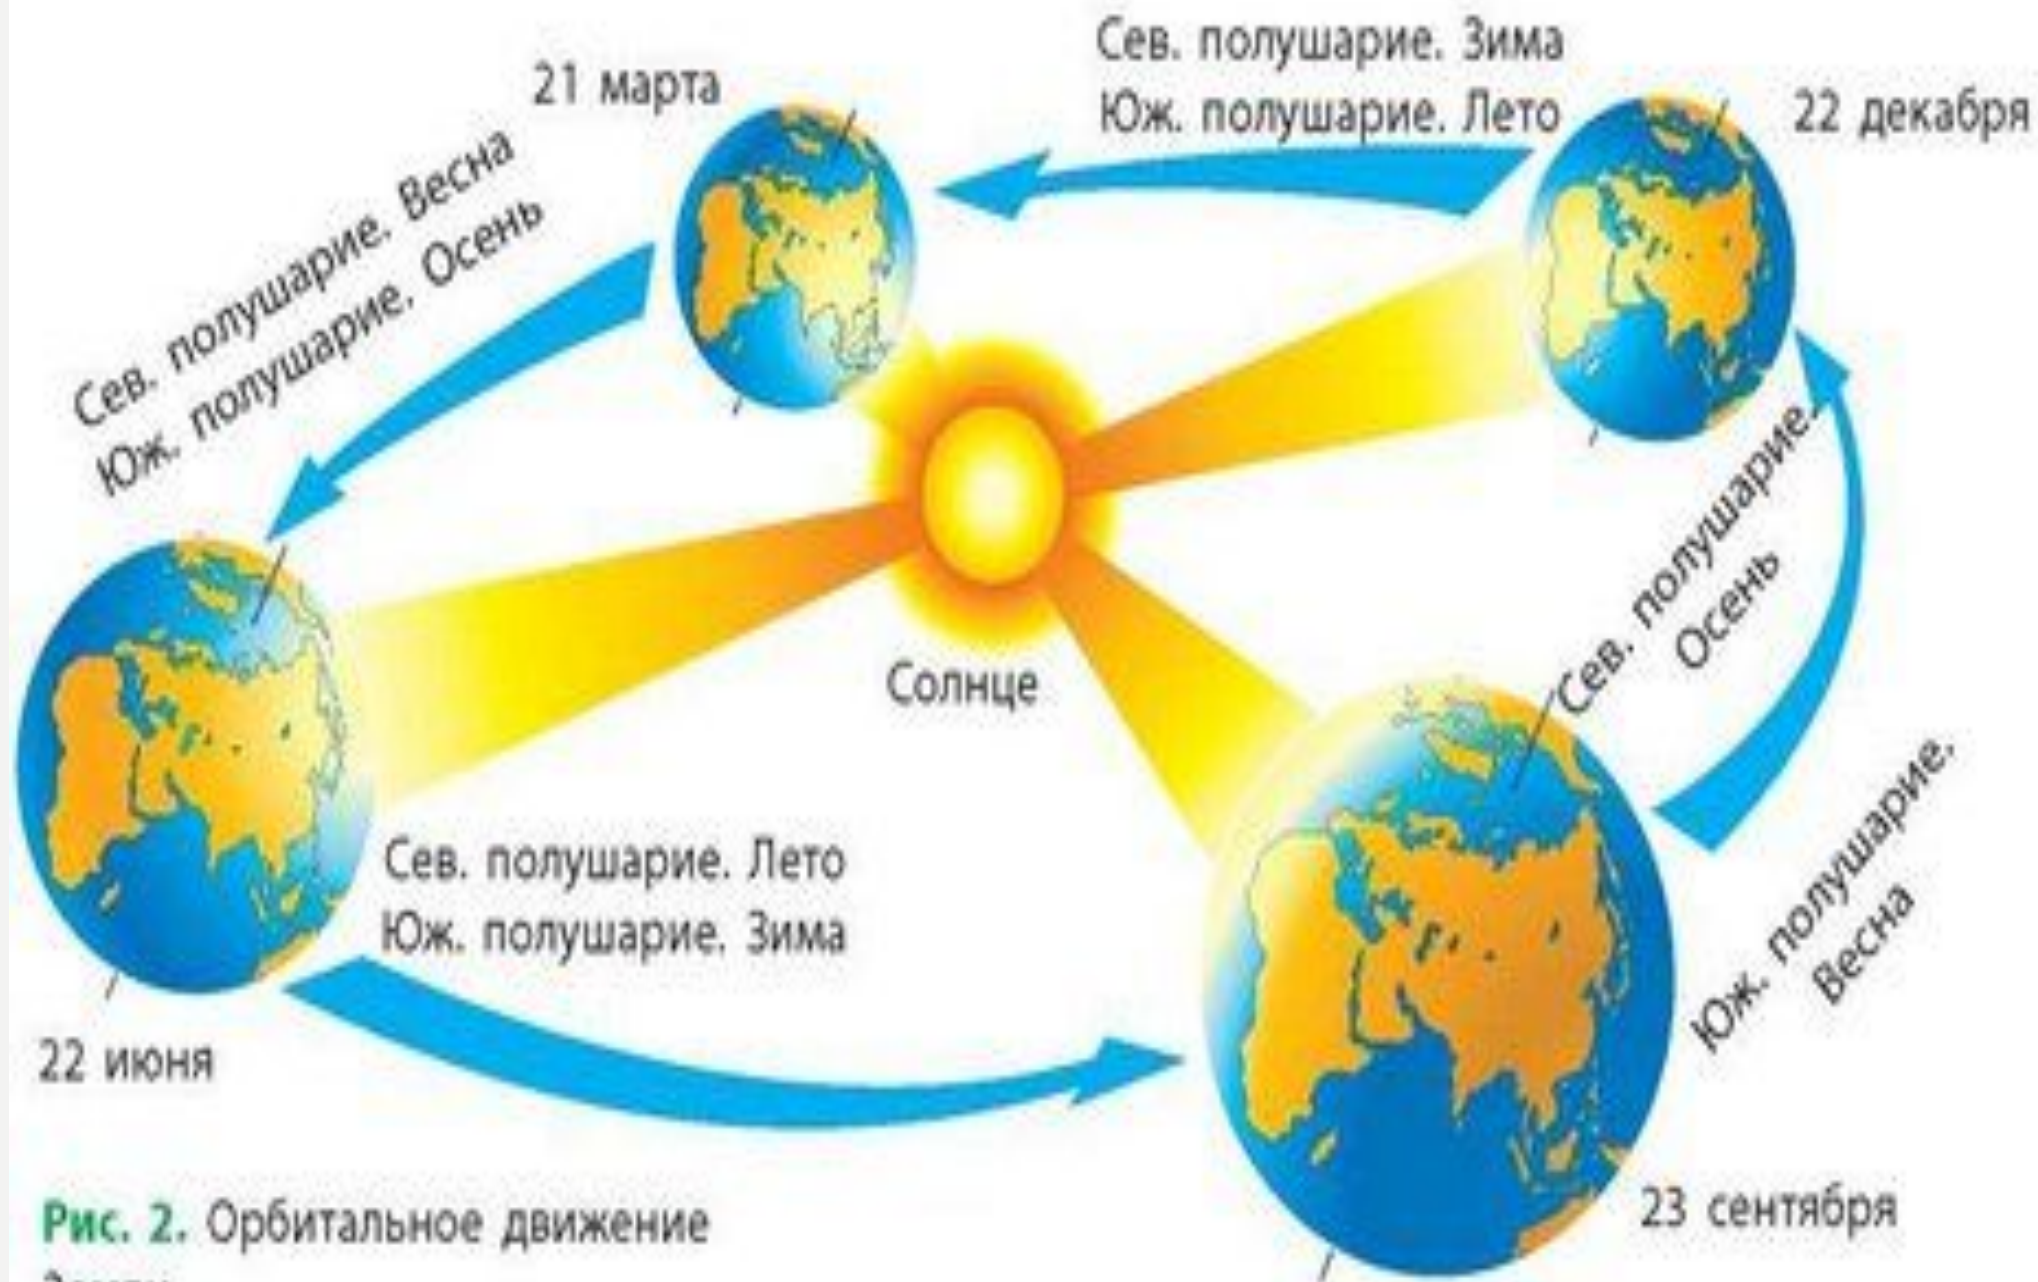 Сев. полушарие. Зима
Юж. полушарие. Лето
21 марта
22 декабря
Сев. полушарие. Весна
Юж. полушарие. Осень
Сев. полушарие.
Осень
Солнце
Юж. полушарие.
Весна
Сев. полушарие. Лето
Юж. полушарие. Зима
22 июня
23 сентября
Рис. 2. Орбитальное движение